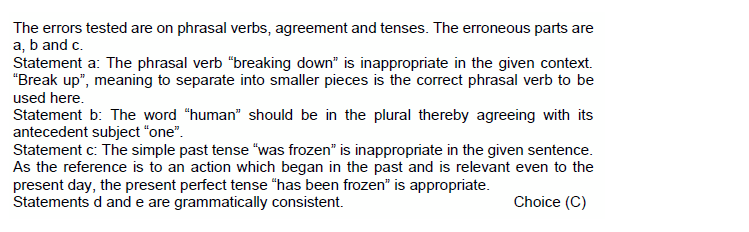 The errors tested are on phrasal verbs, agreement and tenses. The erroneous parts are
a, b and c.
Statement a: The phrasal verb “breaking down” is inappropriate in the given context.
“Break up”, meaning to separate into smaller pieces is the correct phrasal verb to be
used here.
Statement b: The word “human” should be in the plural thereby agreeing with its
antecedent subject “one”.
Statement c: The simple past tense “was frozen” is inappropriate in the given sentence.
As the reference is to an action which began in the past and is relevant even to the
present day, the present perfect tense “has been frozen” is appropriate.
Statements d and e are grammatically consistent. Choice (C)